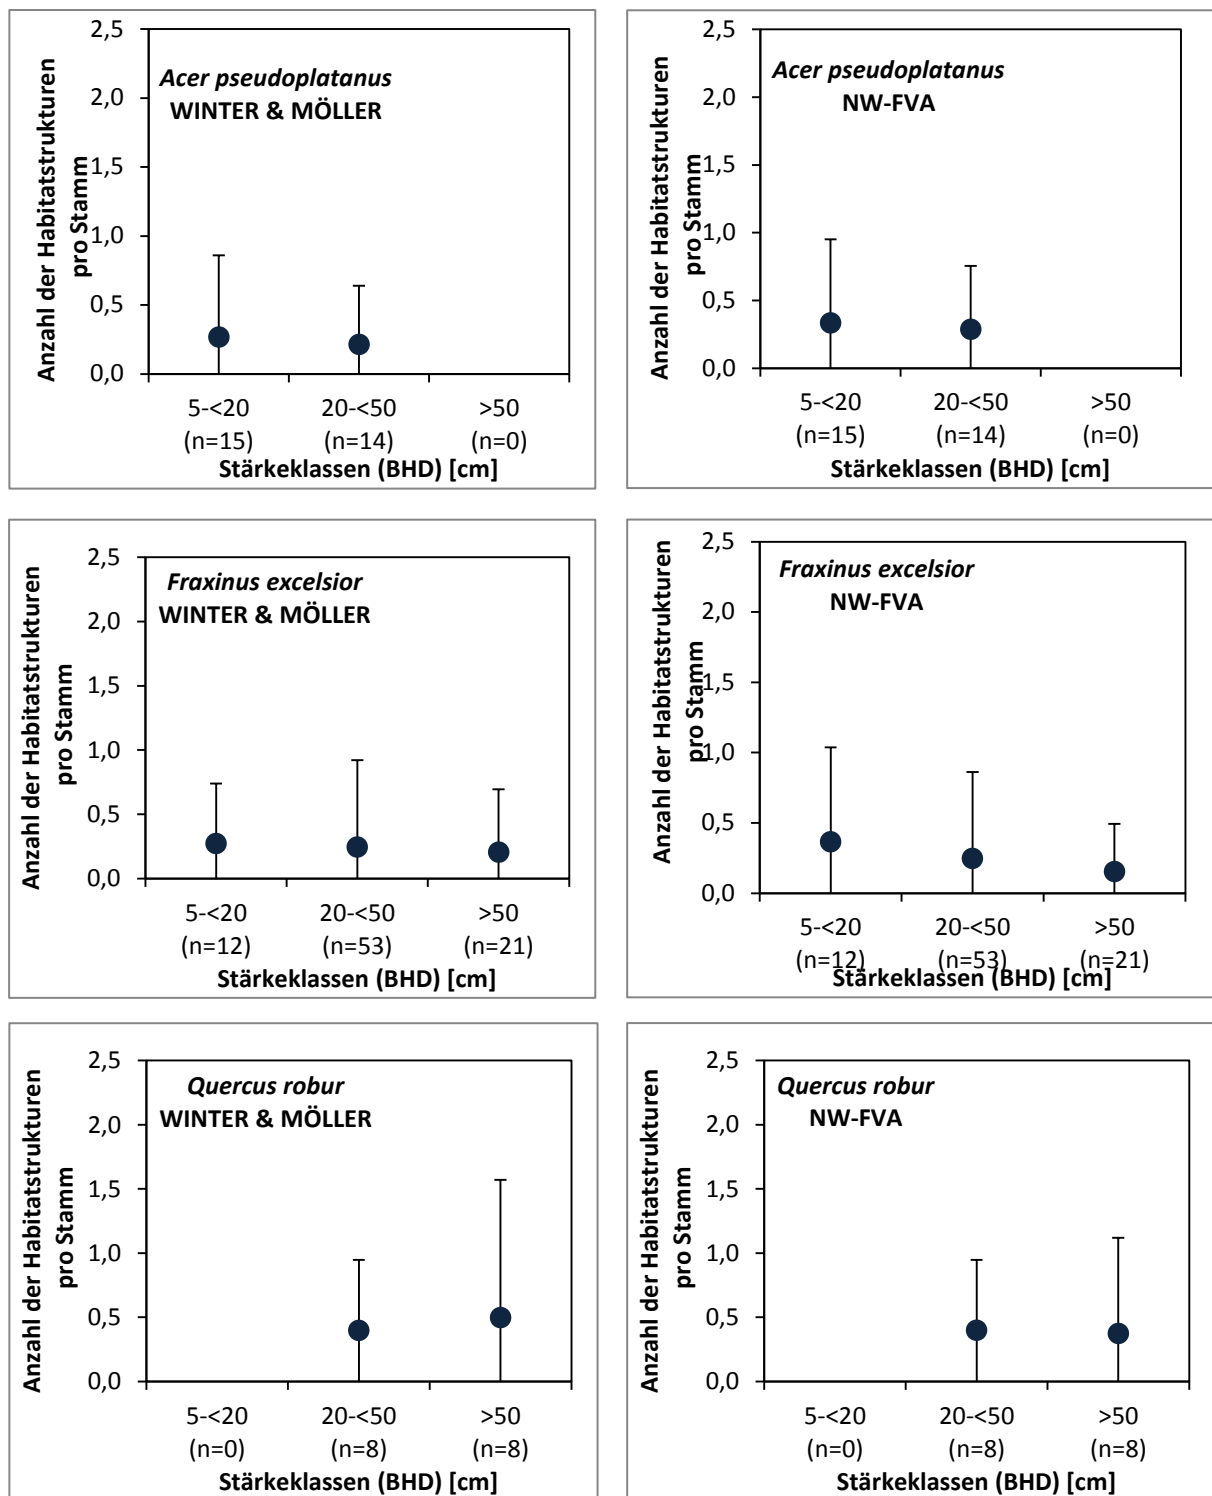 Anzahl der Habitatstrukturen
pro Stamm
2,5
2,0
1,5
1,0
0,5
0,0
Acer pseudoplatanus
WINTER & MÖLLER
5-<20
20-<50
>50
(n=15)
(n=14)
(n=0)
Stärkeklassen (BHD) [cm]
Anzahl der Habitatstrukturen
pro Stamm
2,5
2,0
1,5
1,0
0,5
0,0
Acer pseudoplatanus
NW-FVA
5-<20
20-<50
>50
(n=15)
(n=14)
(n=0)
Stärkeklassen (BHD) [cm]
Anzahl der Habitatstrukturen
pro Stamm
2,5
2,0
1,5
1,0
0,5
0,0
Fraxinus excelsior
WINTER & MÖLLER
5-<20
20-<50
>50
(n=12)
(n=53)
(n=21)
Stärkeklassen (BHD) [cm]
Anzahl der Habitatstrukturen
pro Stamm
2,5
2,0
1,5
1,0
0,5
0,0
Fraxinus excelsior
NW-FVA
5-<20
20-<50
>50
(n=12)
(n=53)
(n=21)
Stärkeklassen (BHD) [cm]
Anzahl der Habitatstrukturen
pro Stamm
2,5
2,0
1,5
1,0
0,5
0,0
Quercus robur
WINTER & MÖLLER
5-<20
20-<50
>50
(n=0)
(n=8)
(n=8)
Stärkeklassen (BHD) [cm]
Anzahl der Habitatstrukturen
pro Stamm
2,5
2,0
1,5
1,0
0,5
0,0
Quercus robur
NW-FVA
5-<20
20-<50
>50
(n=0)
(n=8)
(n=8)
Stärkeklassen (BHD) [cm]